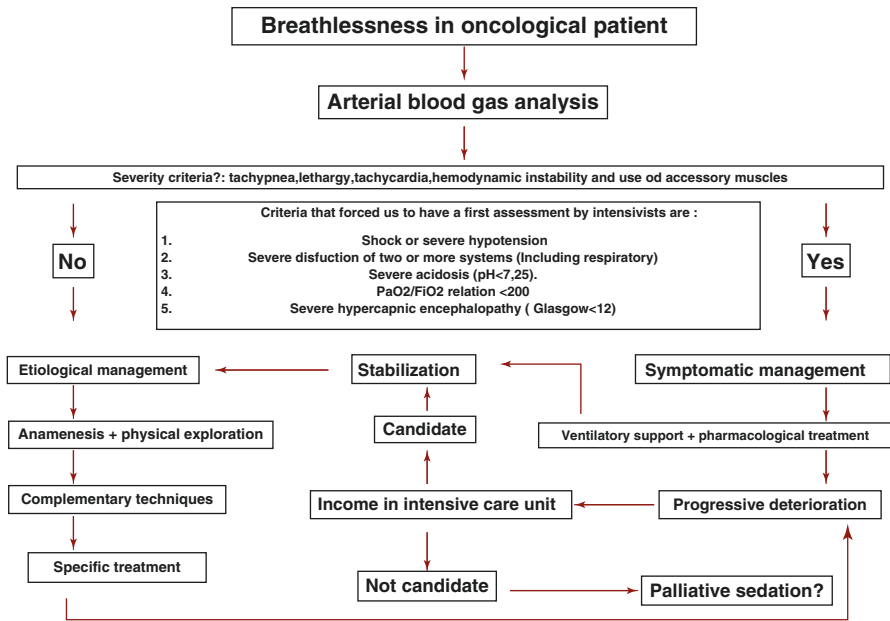 Breathlessness in oncological patient
Arterial blood gas analysis
Severity criteria?: tachypnea,lethargy,tachycardia,hemodynamic instability and use od accessory muscles
Criteria that forced us to have a first assessment by intensivists are :
1. Shock or severe hypotension
2. Severe disfuction of two or more systems (Including respiratory)
3. Severe acidosis (pH<7,25).
4. PaO2/FiO2 relation <200
5. Severe hypercapnic encephalopathy ( Glasgow<12)
No
Yes
Etiological management
Stabilization
Symptomatic management
Anamenesis + physical exploration
Candidate
Ventilatory support + pharmacological treatment
Complementary techniques
Income in intensive care unit
Progressive deterioration
Specific treatment
Not candidate
Palliative sedation?